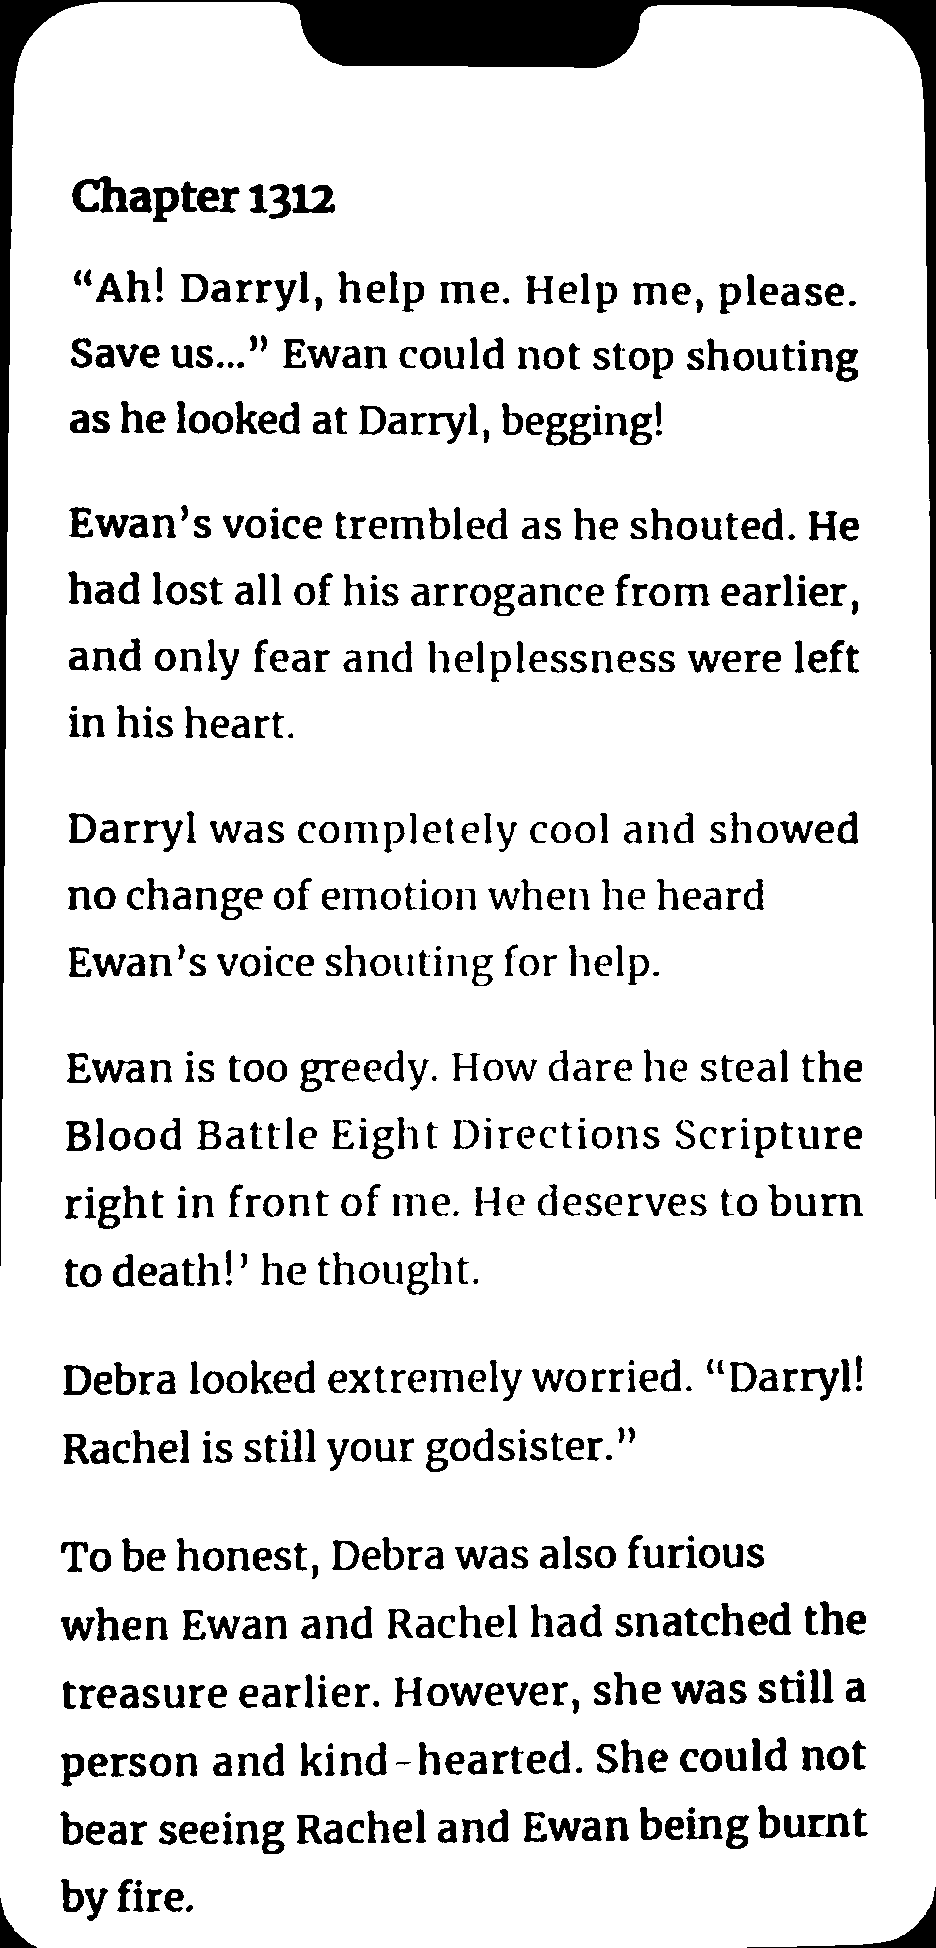 Chapter 1312
“Ah! Darryl, help me. Help me, please.
Save us...” Ewan could not stop shouting
as he looked at Darryl, begging!
Ewan’s voice trembled as he shouted. He
had lost all of his arrogance from earlier,
and only fear and helplessness were left
in his heart.
Darryl was completely cool and showed
no change of emotion when he heard
Ewan’s voice shouting for help.
Ewan is too greedy. How dare he steal the
Blood Battle Eight Directions Scripture
right in front of me. He deserves to burn
to death!’ he thought.
Debra looked extremely worried. “Darryl!
Rachel is still your godsister.”
To be honest, Debra was also furious
when Ewan and Rachel had snatched the
treasure earlier. However, she was still a
person and kind-hearted. She could not
bear seeing Rachel and Ewan being burnt
by fire.